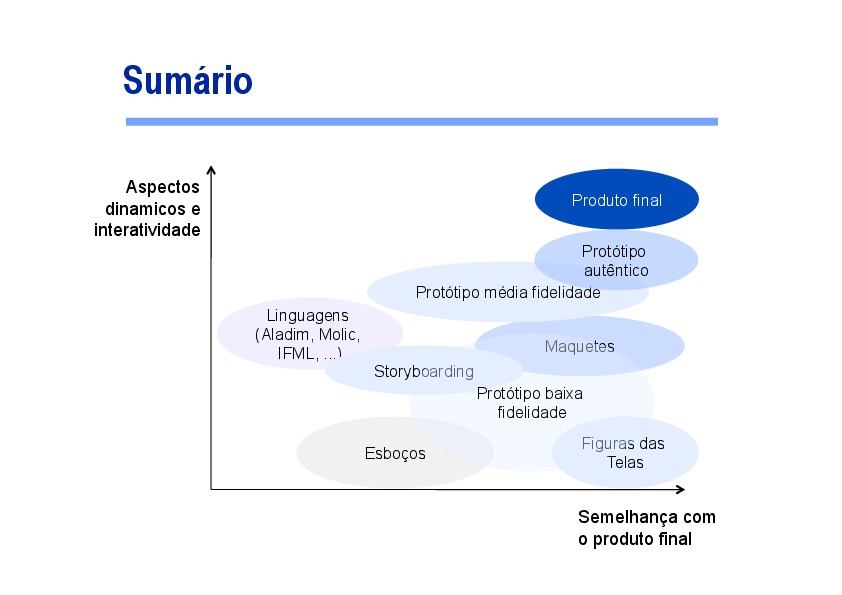 Sumário
Aspectos
dinamicos e
interatividade
Produto final
Protótipo
autêntico
Protótipo média fidelidade
Linguagens
(Aladim, Molic,
IFML, ...)
Maquetes
Storyboarding
Protótipo baixa
fidelidade
Figuras das
Telas
Esboços
Semelhança com
o produto final